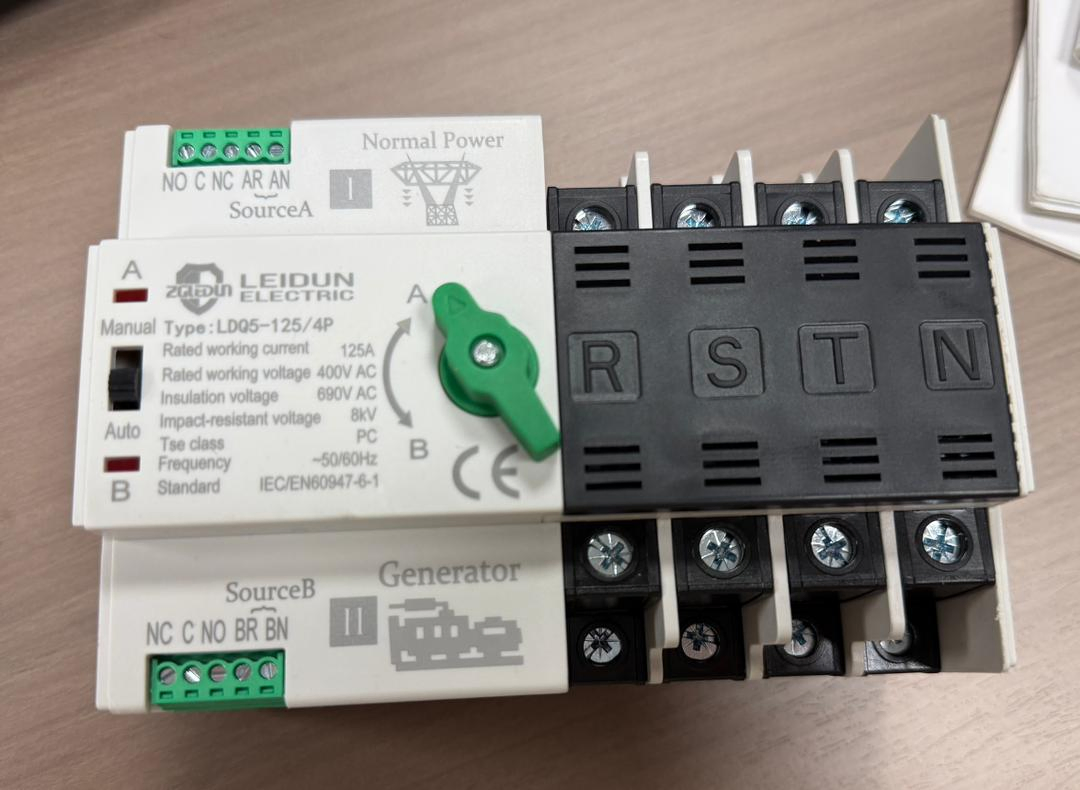 Normal Power
NO C NC AR AN
SourceA
I
A
ZGLEDUN
LEIDUN
ELECTRIC
A
Manual
Type:LDQ5-125/4P
Rated working current 125A
Rated working voltage 400V AC
Insulation voltage 690V AC
Impact-resistant voltage 8kV
Tse class PC
Frequency ~50/60Hz
Standard IEC/EN60947-6-1
Auto
B
B
CE
R S T N
SourceB
II
Generator
NC C NO BR BN